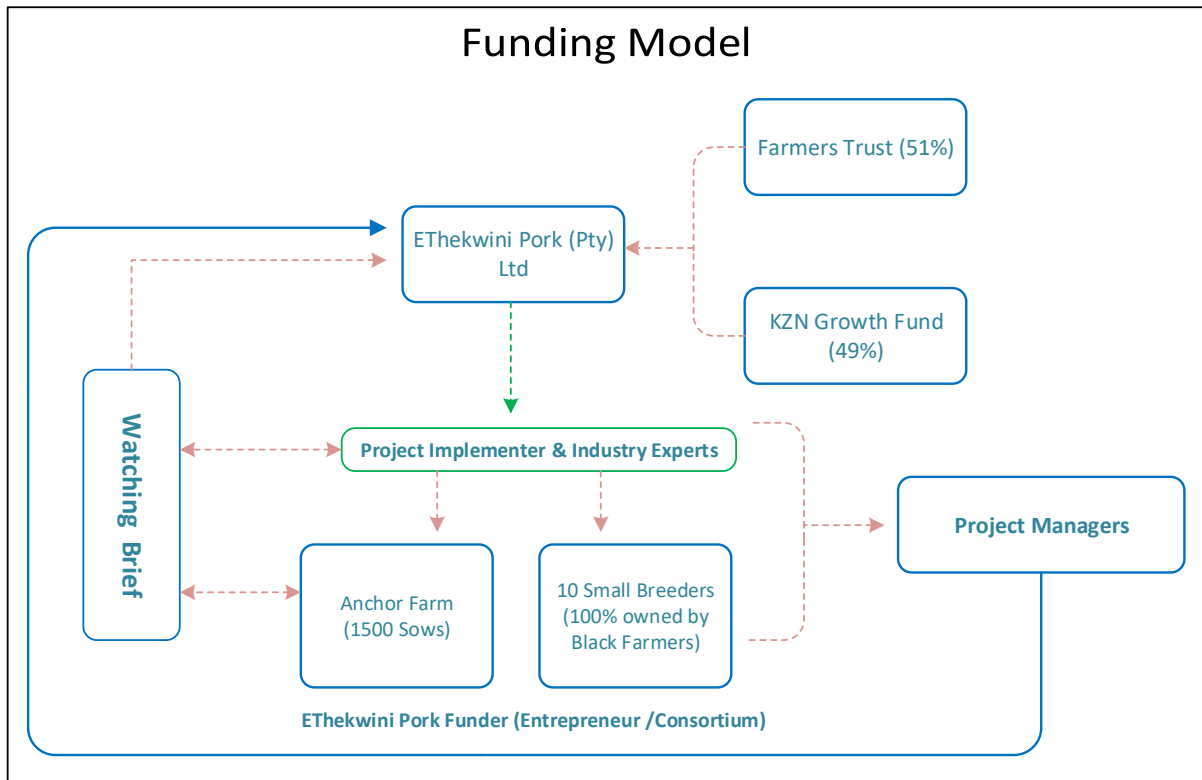 Funding Model
Farmers Trust (51%)
EThekwini Pork (Pty)
Ltd
KZN Growth Fund
(49%)
Watching Brief
Project Implementer & Industry Experts
Project Managers
Anchor Farm
(1500 Sows)
10 Small Breeders
(100% owned by
Black Farmers)
EThekwini Pork Funder (Entrepreneur /Consortium)